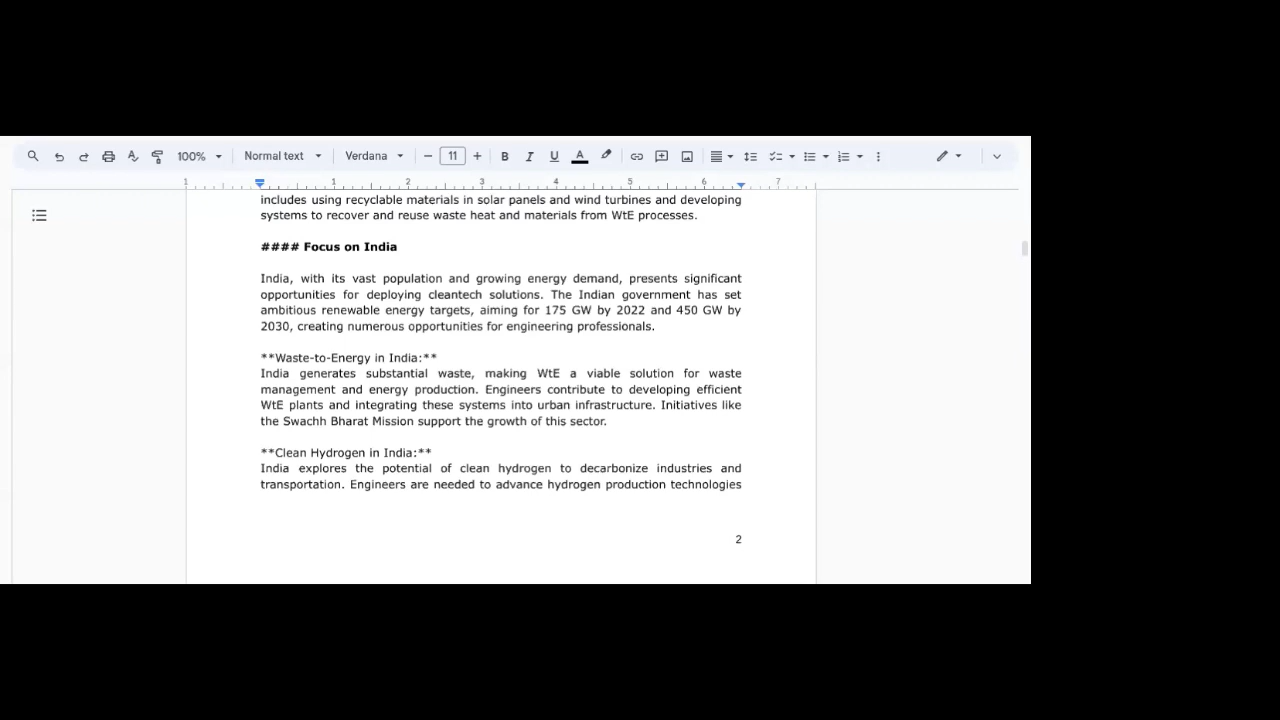 100% Normal text Verdana 11 B I U A
1 1 2 3 4 5 6 7
includes using recyclable materials in solar panels and wind turbines and developing
systems to recover and reuse waste heat and materials from WtE processes.
#### Focus on India
India, with its vast population and growing energy demand, presents significant
opportunities for deploying cleantech solutions. The Indian government has set
ambitious renewable energy targets, aiming for 175 GW by 2022 and 450 GW by
2030, creating numerous opportunities for engineering professionals.
**Waste-to-Energy in India:**
India generates substantial waste, making WtE a viable solution for waste
management and energy production. Engineers contribute to developing efficient
WtE plants and integrating these systems into urban infrastructure. Initiatives like
the Swachh Bharat Mission support the growth of this sector.
**Clean Hydrogen in India:**
India explores the potential of clean hydrogen to decarbonize industries and
transportation. Engineers are needed to advance hydrogen production technologies
2